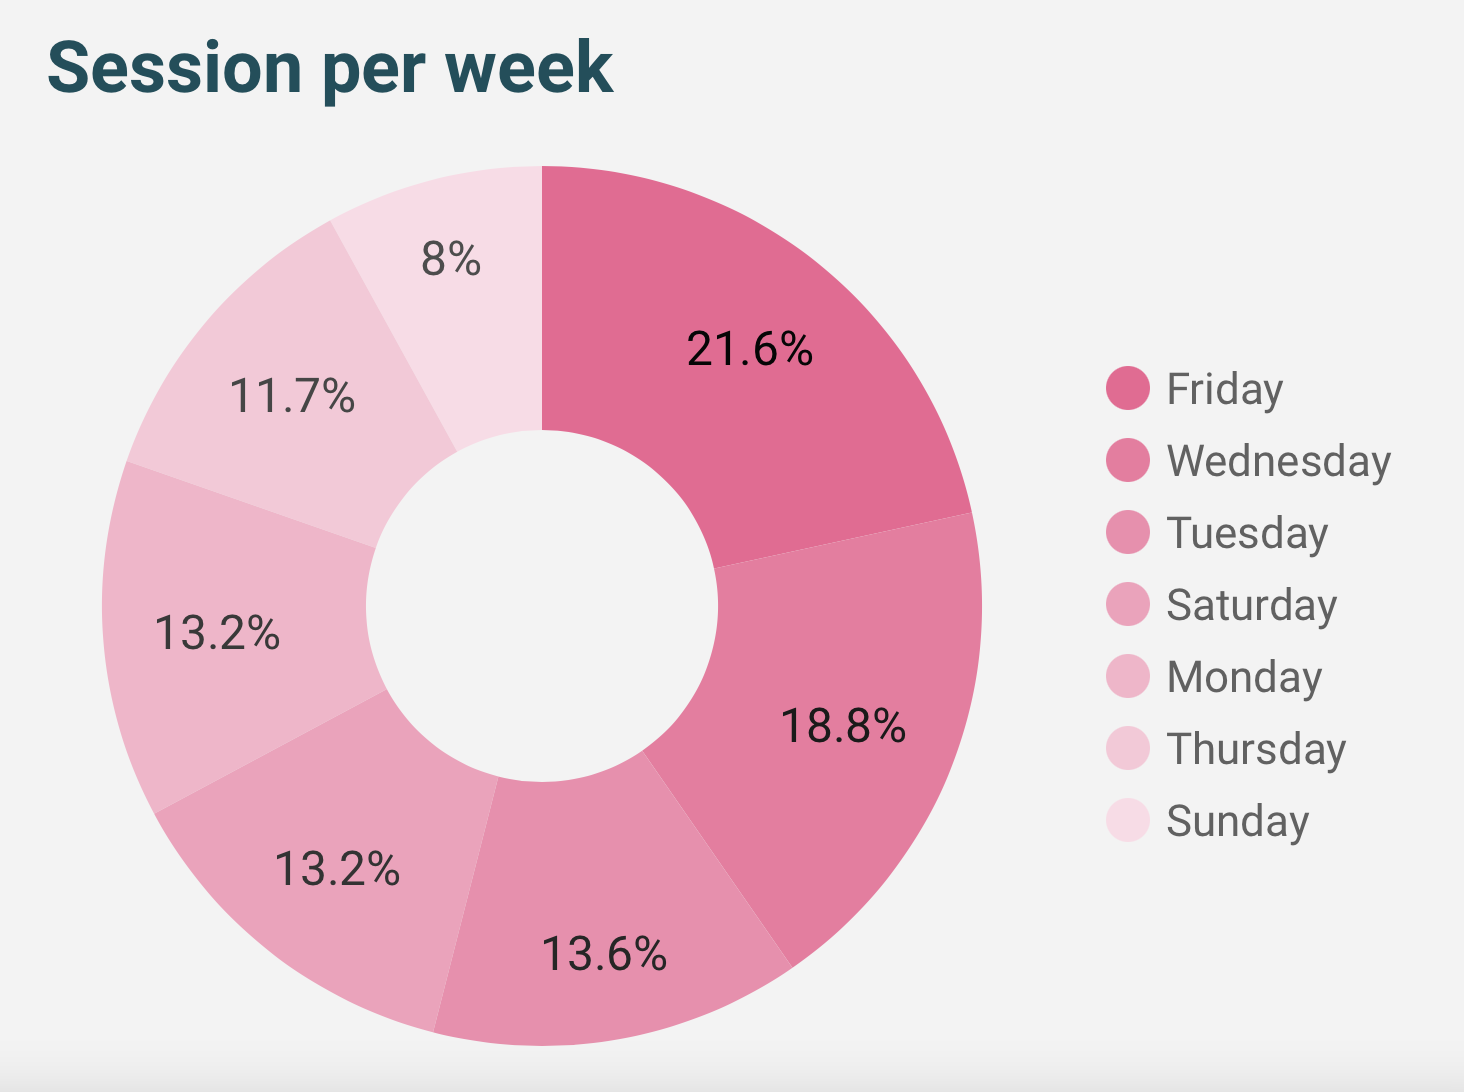 Session per week
8%
21.6%
11.7%
13.2%
18.8%
13.2%
13.6%
Friday
Wednesday
Tuesday
Saturday
Monday
Thursday
Sunday